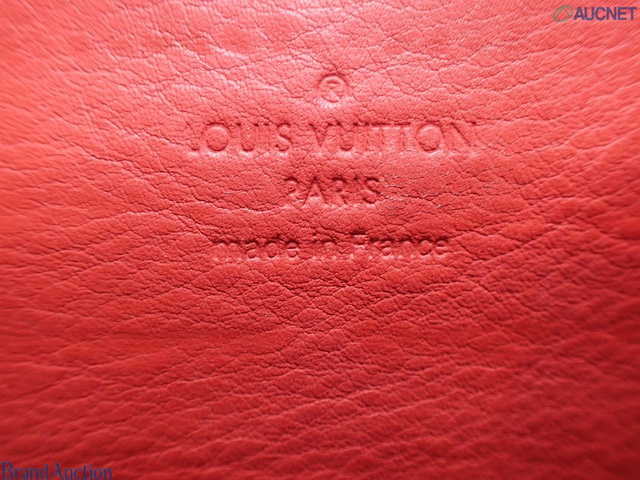 AUCNET
®
LOUIS VUITTON
PARIS
made in France
Brand Auction